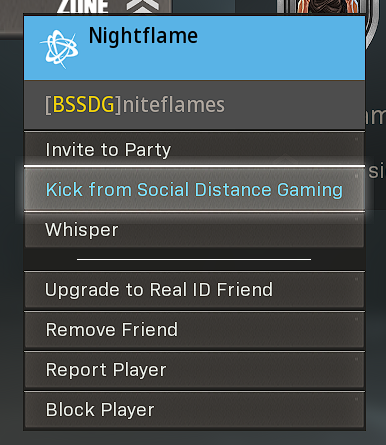 ZONE
Nightflame
[BSSDG]niteflames
Invite to Party
Kick from Social Distance Gaming
Whisper
Upgrade to Real ID Friend
Remove Friend
Report Player
Block Player